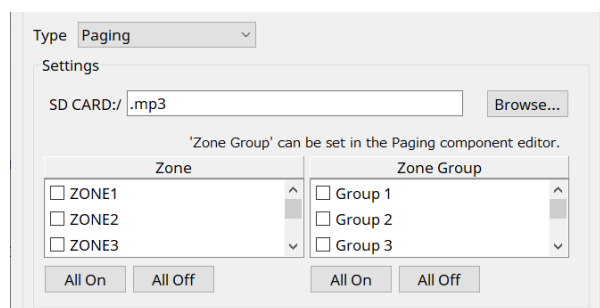 Type Paging
Settings
SD CARD:/ .mp3 Browse...
'Zone Group' can be set in the Paging component editor.
Zone Zone Group
ZONE1 Group 1
ZONE2 Group 2
ZONE3 Group 3
All On All Off All On All Off